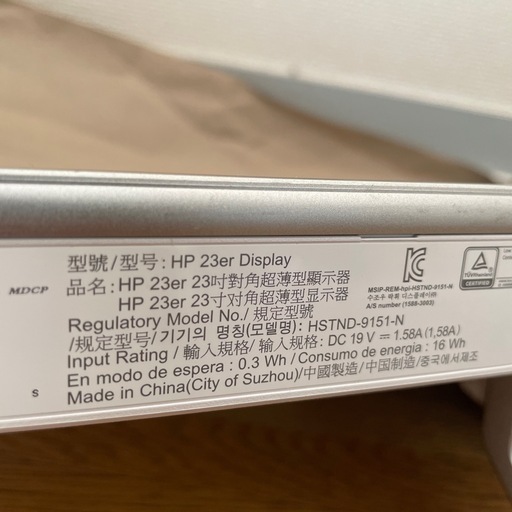 MDCP
S
型號/型号: HP 23er Display
品名: HP 23er 23吋對角超薄型顯示器
HP 23er 23寸对角超薄型显示器
Regulatory Model No./规定型號
/规定型号/기기의 명칭(모델명): HSTND-9151-N
Input Rating / 輸入規格/ 输入规格: DC 19 V ⎓ 1.58A (1,58A)
En modo de espera : 0.3 Wh / Consumo de energia : 16 Wh
Made in China(City of Suzhou)/中國製造/中国制造/중국에서제조
MSIP-REM-hpi-HSTND-9151-N
A/S number (1588-3003)
CERTIFIED